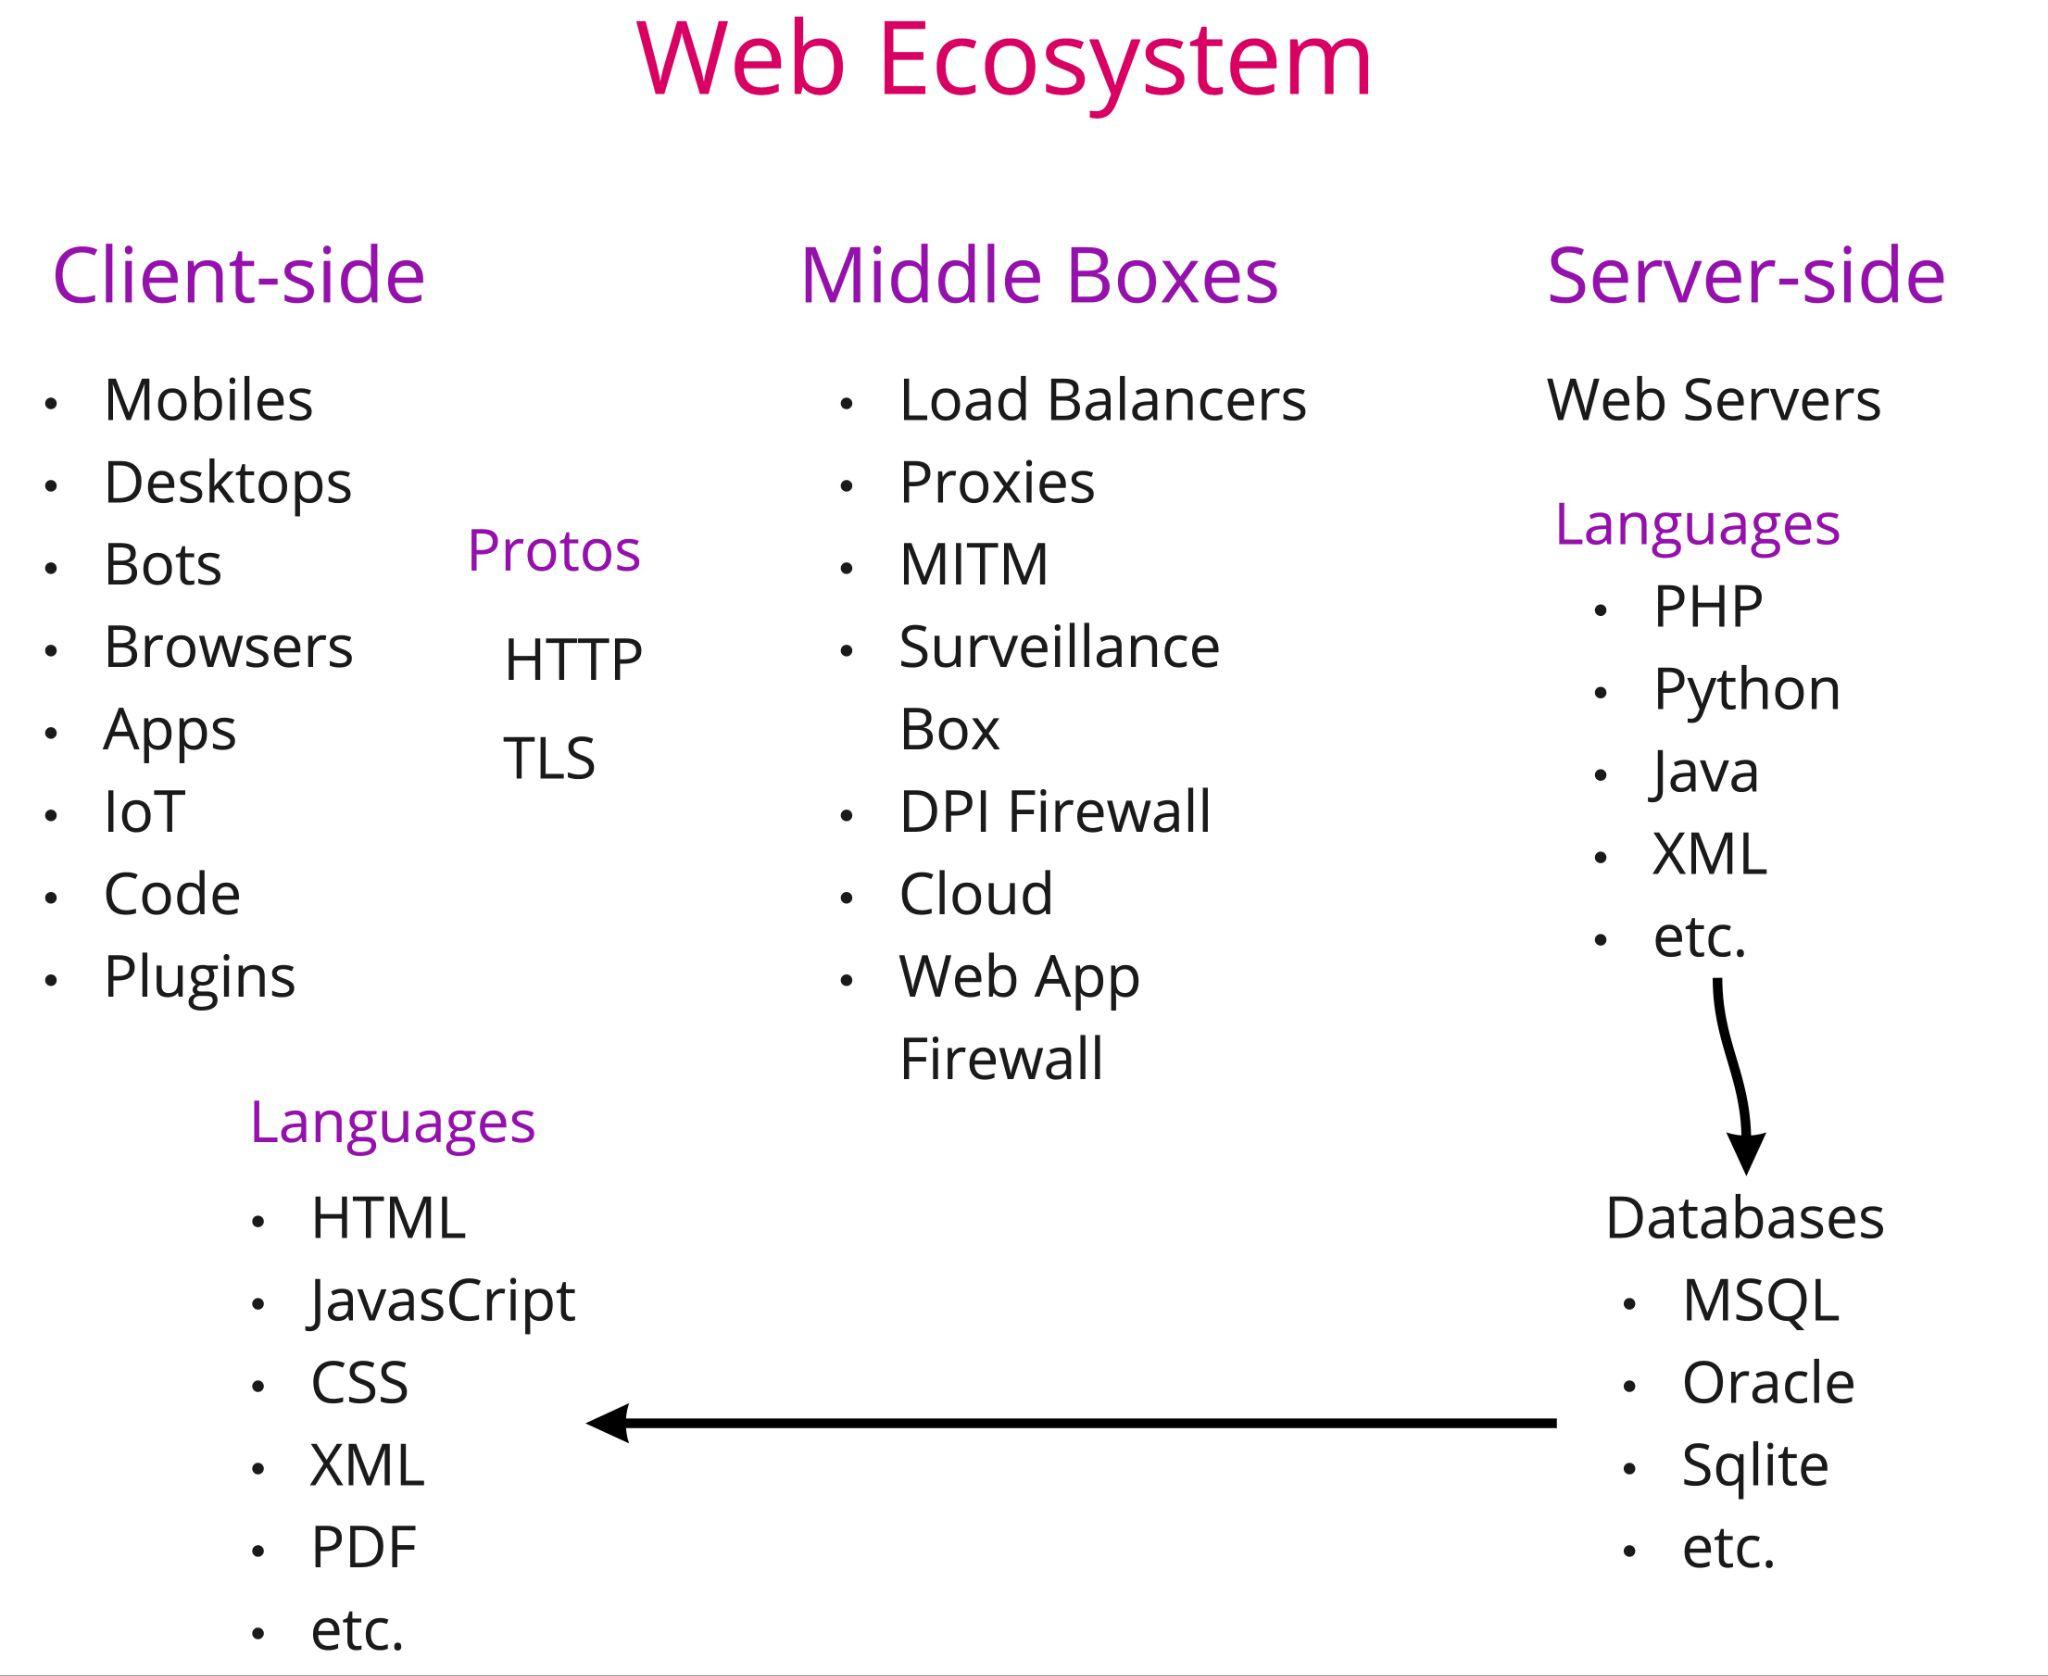 Web Ecosystem
Client-side
Mobiles
Desktops
Bots
Browsers
Apps
IoT
Code
Plugins
Protos
HTTP
TLS
Languages
HTML
JavasCript
CSS
XML
PDF
etc.
Middle Boxes
Load Balancers
Proxies
MITM
Surveillance
Box
DPI Firewall
Cloud
Web App
Firewall
Server-side
Web Servers
Languages
PHP
Python
Java
XML
etc.
Databases
MSQL
Oracle
Sqlite
etc.